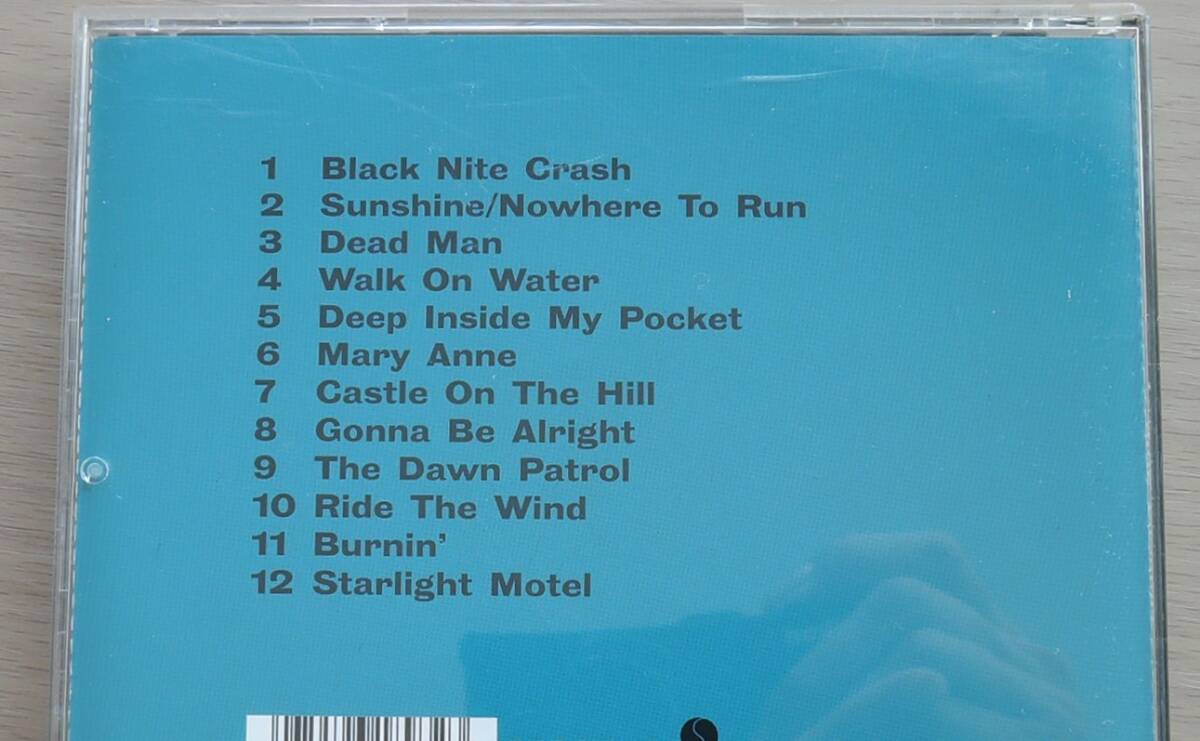 1 Black Nite Crash
2 Sunshine/Nowhere To Run
3 Dead Man
4 Walk On Water
5 Deep Inside My Pocket
6 Mary Anne
7 Castle On The Hill
8 Gonna Be Alright
9 The Dawn Patrol
10 Ride The Wind
11 Burnin'
12 Starlight Motel